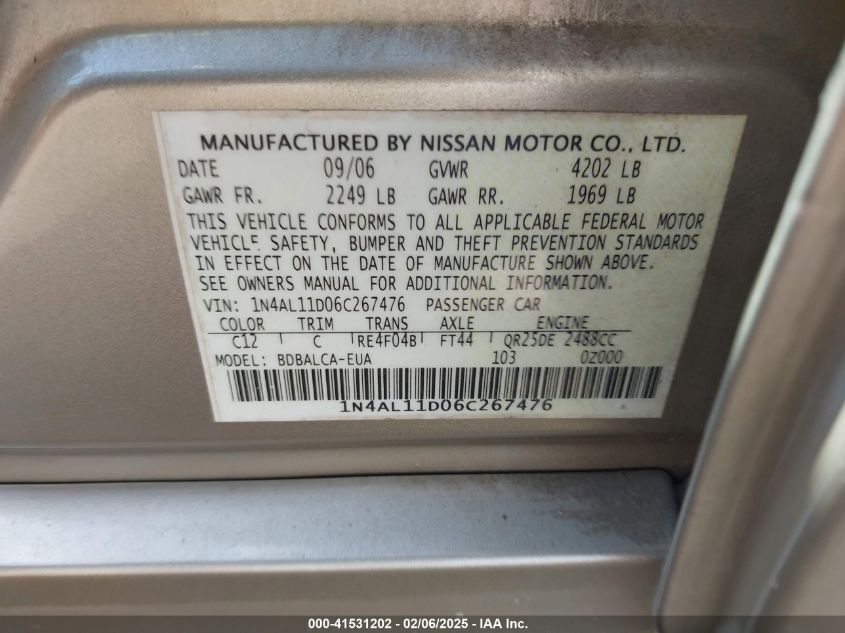 MANUFACTURED BY NISSAN MOTOR CO., LTD.
DATE 09/06 GVWR 4202 LB
GAWR FR. 2249 LB GAWR RR. 1969 LB
THIS VEHICLE CONFORMS TO ALL APPLICABLE FEDERAL MOTOR
VEHICLE SAFETY, BUMPER AND THEFT PREVENTION STANDARDS
IN EFFECT ON THE DATE OF MANUFACTURE SHOWN ABOVE.
SEE OWNERS MANUAL FOR ADDITIONAL INFORMATION.
VIN: 1N4AL11D06C267476 PASSENGER CAR
COLOR TRIM TRANS AXLE ENGINE
C12 C RE4F04B FT44 QR25DE 2488CC
MODEL: BDBALCA-EUA 103 0Z000
1N4AL11D06C267476
000-41531202 - 02/06/2025 - IAA Inc.